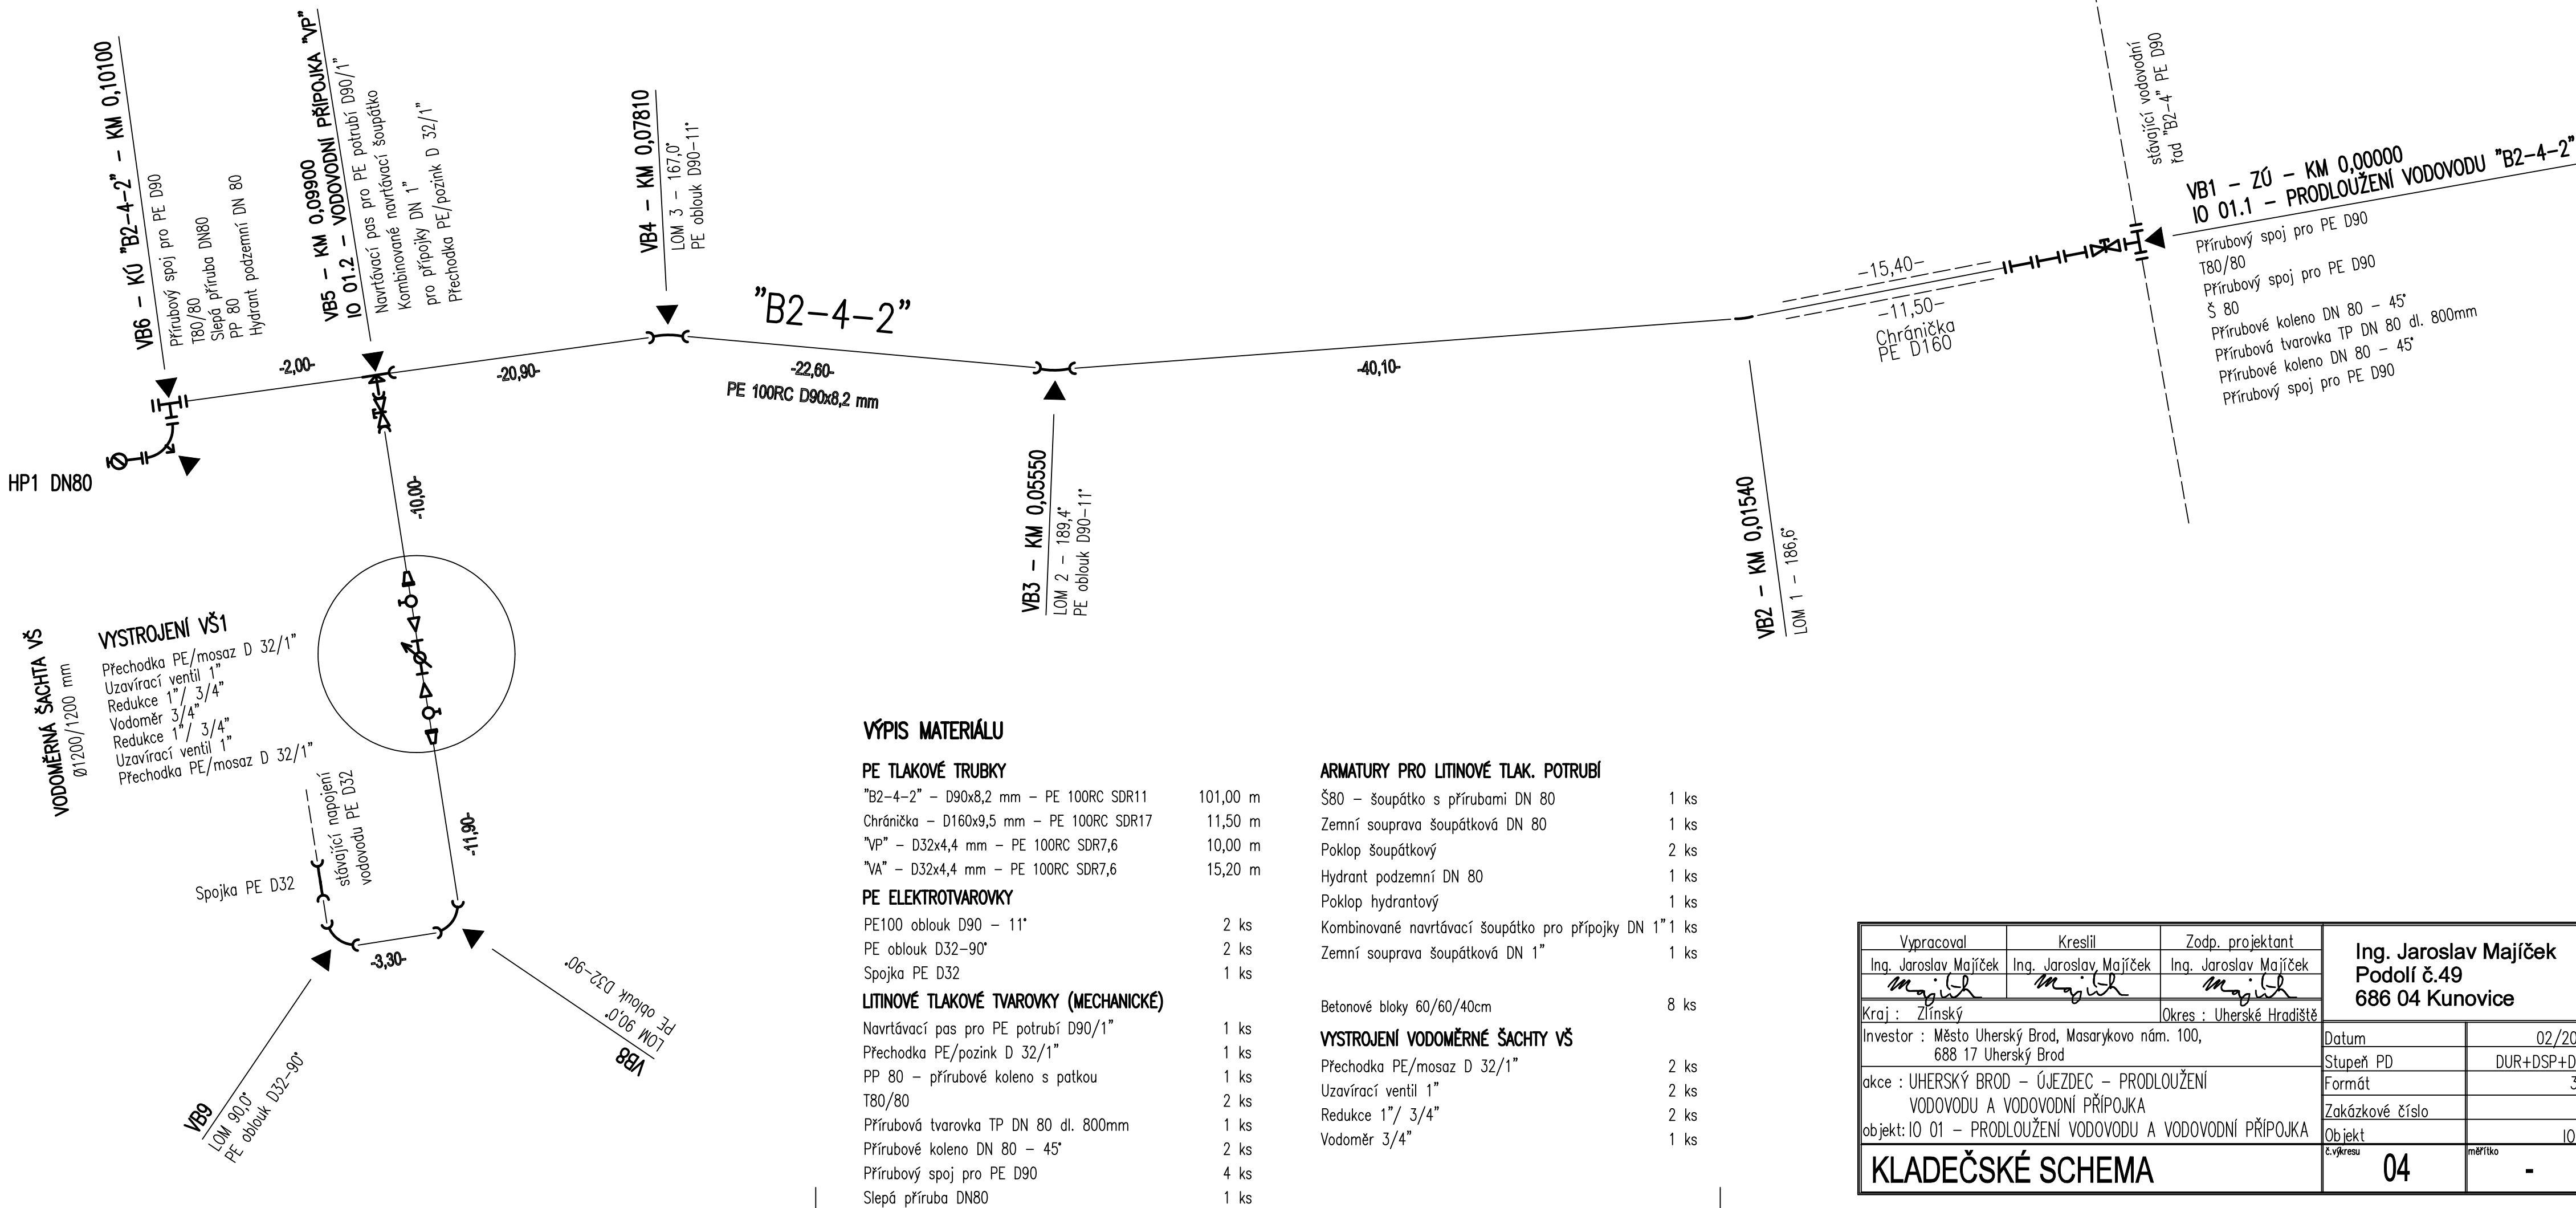 VB6 – KÚ "B2–4–2" – KM 0,10100
Přírubový spoj pro PE D90
T80/80
Slepá příruba DN80
PP 80
Hydrant podzemní DN 80
VB5 – KM 0,09900
IO 01.2 – VODOVODNÍ PŘÍPOJKA "VP"
Navrtávací pas pro PE potrubí D90/1"
Kombinované navrtávací šoupátko
pro přípojky DN 1"
Přechodka PE/pozink D 32/1"
VB4 – KM 0,07810
LOM 3 – 167,0°
PE oblouk D90–11°
"B2–4–2"
stávající vodovodní
řad "B2–4" PE D90
VB1 – ZÚ – KM 0,00000
IO 01.1 – PRODLOUŽENÍ VODOVODU "B2–4–2"
Přírubový spoj pro PE D90
T80/80
Přírubový spoj pro PE D90
Š 80
Přírubové koleno DN 80 – 45°
Přírubová tvarovka TP DN 80 dl. 800mm
Přírubové koleno DN 80 – 45°
Přírubový spoj pro PE D90
-2,00-
-20,90-
-22,60-
PE 100RC D90x8,2 mm
-40,10-
–15,40–
–11,50–
Chránička
PE D160
HP1 DN80
-10,00-
VB3 – KM 0,05550
LOM 2 – 189,4°
PE oblouk D90–11°
VB2 – KM 0,01540
LOM 1 – 186,6°
VODOMĚRNÁ ŠACHTA VŠ
Ø1200/1200 mm
VYSTROJENÍ VŠ1
Přechodka PE/mosaz D 32/1"
Uzavírací ventil 1"
Redukce 1"/ 3/4"
Vodoměr 3/4"
Redukce 1"/ 3/4"
Uzavírací ventil 1"
Přechodka PE/mosaz D 32/1"
stávající napojení
vodovodu PE D32
Spojka PE D32
-11,90-
-3,30-
VB8
LOM 90,0°
PE oblouk D32–90°
VB9
LOM 90,0°
PE oblouk D32–90°
VÝPIS MATERIÁLU
PE TLAKOVÉ TRUBKY
"B2–4–2" – D90x8,2 mm – PE 100RC SDR11 101,00 m
Chránička – D160x9,5 mm – PE 100RC SDR17 11,50 m
"VP" – D32x4,4 mm – PE 100RC SDR7,6 10,00 m
"VA" – D32x4,4 mm – PE 100RC SDR7,6 15,20 m
PE ELEKTROTVAROVKY
PE100 oblouk D90 – 11° 2 ks
PE oblouk D32–90° 2 ks
Spojka PE D32 1 ks
LITINOVÉ TLAKOVÉ TVAROVKY (MECHANICKÉ)
Navrtávací pas pro PE potrubí D90/1" 1 ks
Přechodka PE/pozink D 32/1" 1 ks
PP 80 – přírubové koleno s patkou 1 ks
T80/80 2 ks
Přírubová tvarovka TP DN 80 dl. 800mm 1 ks
Přírubové koleno DN 80 – 45° 2 ks
Přírubový spoj pro PE D90 4 ks
Slepá příruba DN80 1 ks
ARMATURY PRO LITINOVÉ TLAK. POTRUBÍ
Š80 – šoupátko s přírubami DN 80 1 ks
Zemní souprava šoupátková DN 80 1 ks
Poklop šoupátkový 2 ks
Hydrant podzemní DN 80 1 ks
Poklop hydrantový 1 ks
Kombinované navrtávací šoupátko pro přípojky DN 1" 1 ks
Zemní souprava šoupátková DN 1" 1 ks
Betonové bloky 60/60/40cm 8 ks
VYSTROJENÍ VODOMĚRNÉ ŠACHTY VŠ
Přechodka PE/mosaz D 32/1" 2 ks
Uzavírací ventil 1" 2 ks
Redukce 1"/ 3/4" 2 ks
Vodoměr 3/4" 1 ks
Vypracoval Kreslil Zodp. projektant
Ing. Jaroslav Majíček Ing. Jaroslav Majíček Ing. Jaroslav Majíček
Kraj : Zlínský Okres : Uherské Hradiště
Investor : Město Uherský Brod, Masarykovo nám. 100,
688 17 Uherský Brod
akce : UHERSKÝ BROD – ÚJEZDEC – PRODLOUŽENÍ
VODOVODU A VODOVODNÍ PŘÍPOJKA
objekt: IO 01 – PRODLOUŽENÍ VODOVODU A VODOVODNÍ PŘÍPOJKA
KLADEČSKÉ SCHEMA
Ing. Jaroslav Majíček
Podolí č.49
686 04 Kunovice
Datum 02/20
Stupeň PD DUR+DSP+D
Formát 3
Zakázkové číslo
Objekt IO
č.výkresu 04
měřítko -